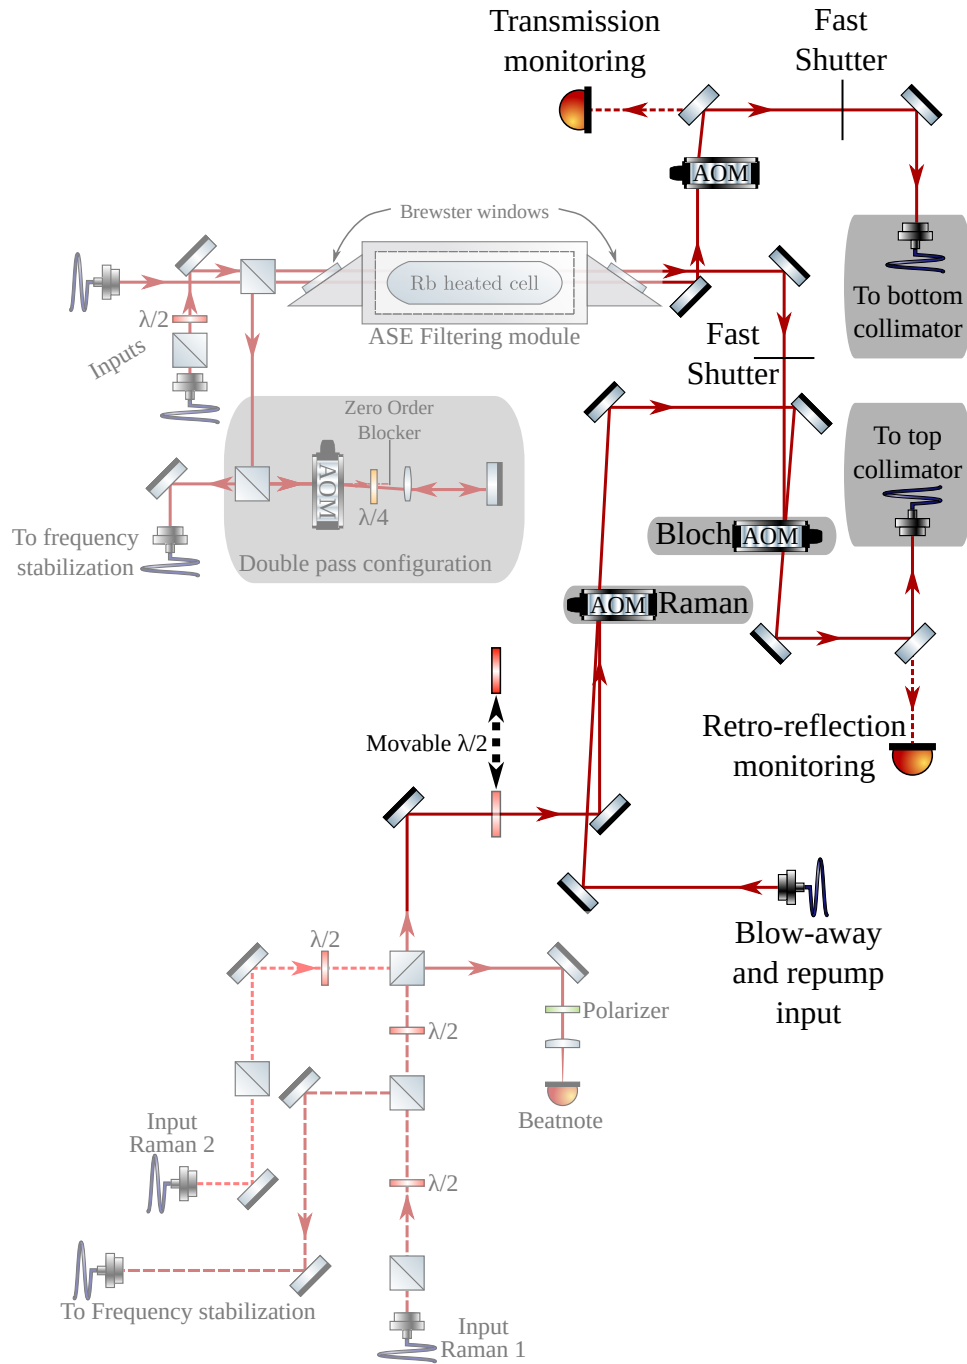 Transmission
monitoring
Fast
Shutter
AOM
Brewster windows
Rb heated cell
ASE Filtering module
λ/2
Inputs
To bottom
collimator
Fast
Shutter
Zero Order
Blocker
AOM
λ/4
To frequency
stabilization
Double pass configuration
To top
collimator
Bloch
AOM
AOM
Raman
Movable λ/2
Retro-reflection
monitoring
Blow-away
and repump
input
λ/2
λ/2
Polarizer
Beatnote
Input
Raman 2
λ/2
To Frequency stabilization
Input
Raman 1